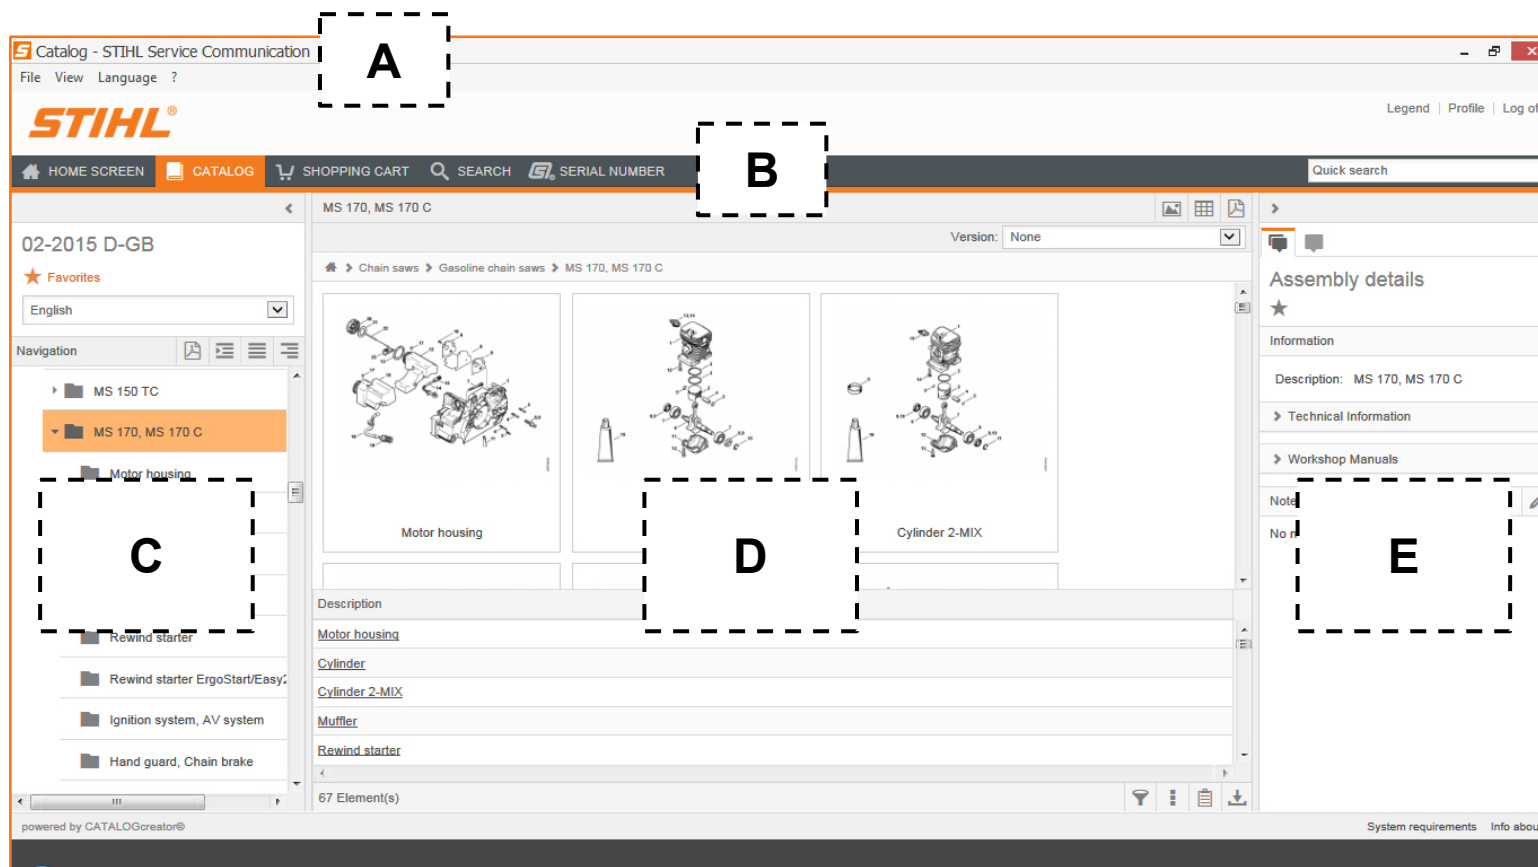 Catalog - STIHL Service Communication
A
File View Language ?
STIHL®
Legend | Profile | Log of
B
HOME SCREEN CATALOG SHOPPING CART SEARCH SERIAL NUMBER
Quick search
MS 170, MS 170 C
02-2015 D-GB
Version: None
Favorites
Chain saws Gasoline chain saws MS 170, MS 170 C
English
Navigation
MS 150 TC
MS 170, MS 170 C
Motor housing
C
Rewind starter
Rewind starter ErgoStart/Easy2
Ignition system, AV system
Hand guard, Chain brake
Motor housing
D
Cylinder 2-MIX
Description
Motor housing
Cylinder
Cylinder 2-MIX
Muffler
Rewind starter
67 Element(s)
Assembly details
Information
Description: MS 170, MS 170 C
Technical Information
Workshop Manuals
Note
No n
E
powered by CATALOGcreator®
System requirements Info abou